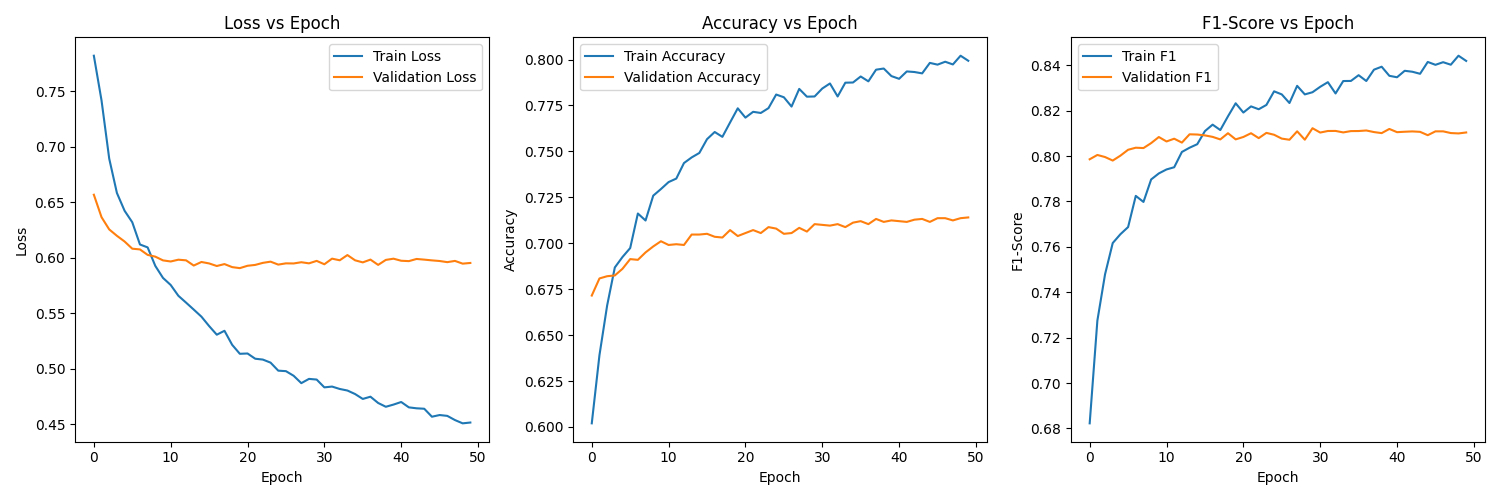 Loss vs Epoch
Train Loss
Validation Loss
0.75
0.70
0.65
0.60
0.55
0.50
0.45
Loss
0 10 20 30 40 50
Epoch
Accuracy vs Epoch
Train Accuracy
Validation Accuracy
0.800
0.775
0.750
0.725
0.700
0.675
0.650
0.625
0.600
Accuracy
0 10 20 30 40 50
Epoch
F1-Score vs Epoch
Train F1
Validation F1
0.84
0.82
0.80
0.78
0.76
0.74
0.72
0.70
0.68
F1-Score
0 10 20 30 40 50
Epoch